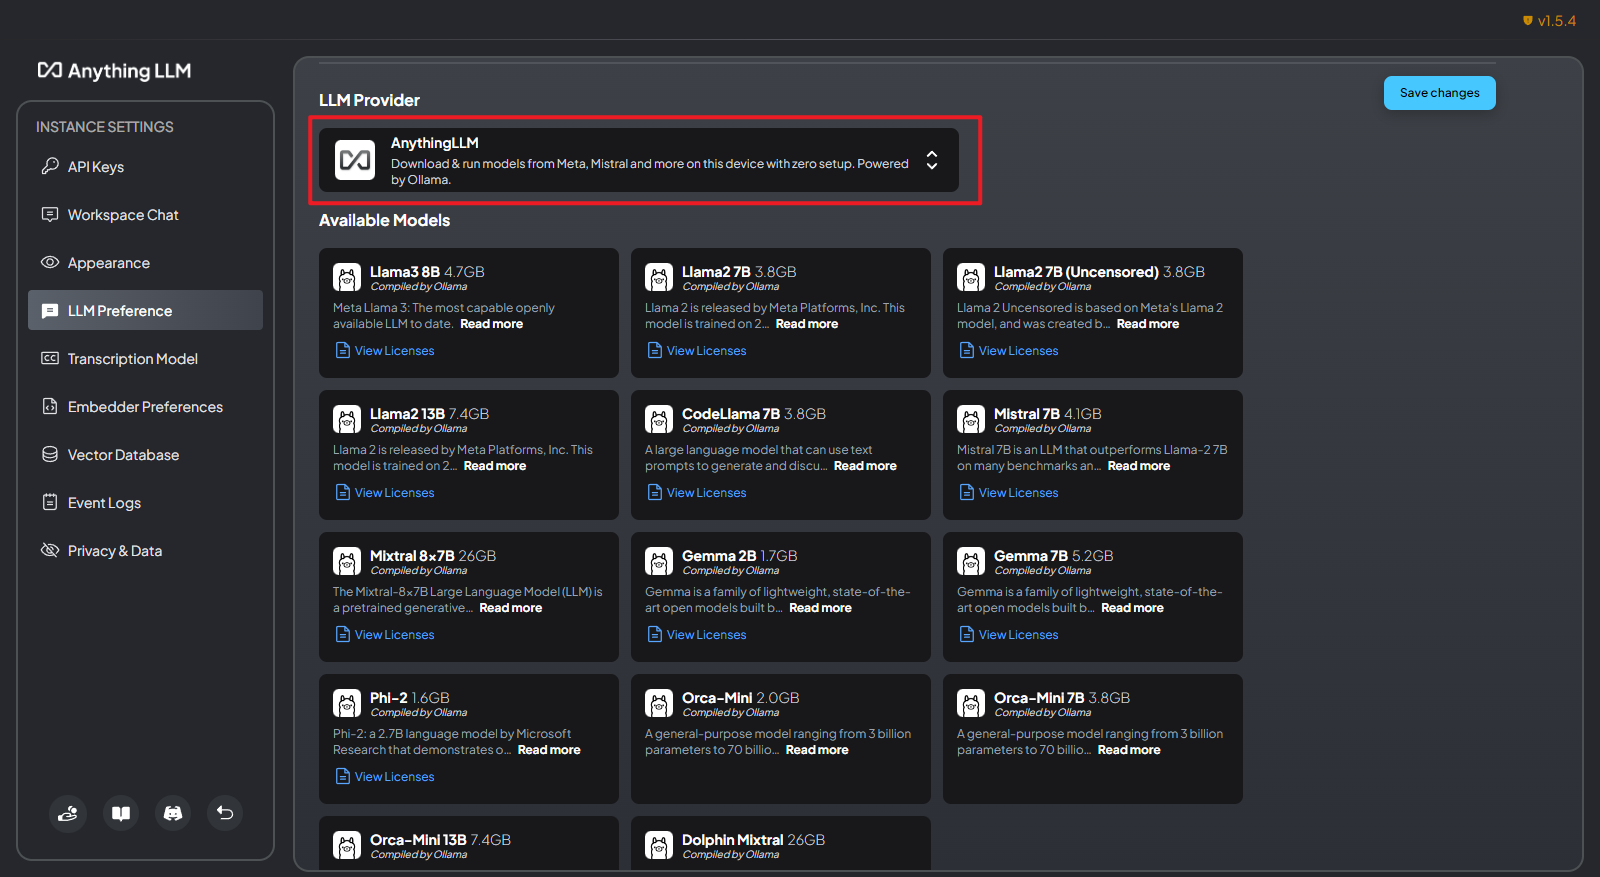 v1.5.4
Anything LLM
INSTANCE SETTINGS
API Keys
Workspace Chat
Appearance
LLM Preference
Transcription Model
Embedder Preferences
Vector Database
Event Logs
Privacy & Data
LLM Provider
Save changes
AnythingLLM
Download & run models from Meta, Mistral and more on this device with zero setup. Powered
by Ollama.
Available Models
Llama3 8B 4.7GB
Compiled by Ollama
Meta Llama 3: The most capable openly
available LLM to date. Read more
View Licenses
Llama2 7B 3.8GB
Compiled by Ollama
Llama 2 is released by Meta Platforms, Inc. This
model is trained on 2... Read more
View Licenses
Llama2 7B (Uncensored) 3.8GB
Compiled by Ollama
Llama 2 Uncensored is based on Meta's Llama 2
model, and was created b... Read more
View Licenses
Llama2 13B 7.4GB
Compiled by Ollama
Llama 2 is released by Meta Platforms, Inc. This
model is trained on 2... Read more
View Licenses
CodeLlama 7B 3.8GB
Compiled by Ollama
A large language model that can use text
prompts to generate and discu... Read more
View Licenses
Mistral 7B 4.1GB
Compiled by Ollama
Mistral 7B is an LLM that outperforms Llama-2 7B
on many benchmarks an... Read more
View Licenses
Mixtral 8x7B 26GB
Compiled by Ollama
The Mixtral-8x7B Large Language Model (LLM) is
a pretrained generative... Read more
View Licenses
Gemma 2B 1.7GB
Compiled by Ollama
Gemma is a family of lightweight, state-of-the-
art open models built b... Read more
View Licenses
Gemma 7B 5.2GB
Compiled by Ollama
Gemma is a family of lightweight, state-of-the-
art open models built b... Read more
View Licenses
Phi-2 1.6GB
Compiled by Ollama
Phi-2: a 2.7B language model by Microsoft
Research that demonstrates o... Read more
View Licenses
Orca-Mini 2.0GB
Compiled by Ollama
A general-purpose model ranging from 3 billion
parameters to 70 billio... Read more
Orca-Mini 7B 3.8GB
Compiled by Ollama
A general-purpose model ranging from 3 billion
parameters to 70 billio... Read more
Orca-Mini 13B 7.4GB
Compiled by Ollama
Dolphin Mixtral 26GB
Compiled by Ollama